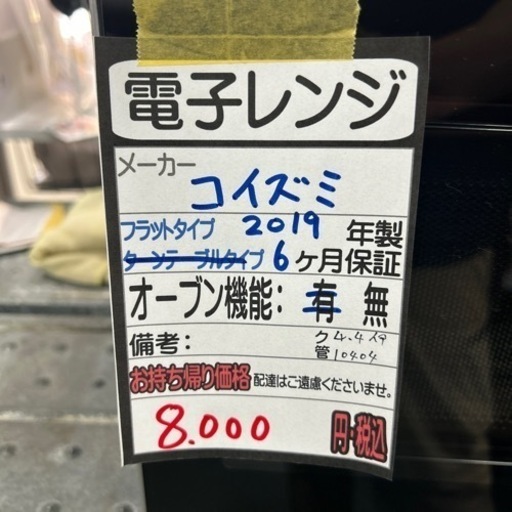 電子レンジ
メーカー
コイズミ
フラットタイプ 2019 年製
ターンテーブルタイプ 6ヶ月保証
オーブン機能: 有 無
備考:
管10404
お持ち帰り価格 配達はご遠慮くださいませ。
8.000 円・税込